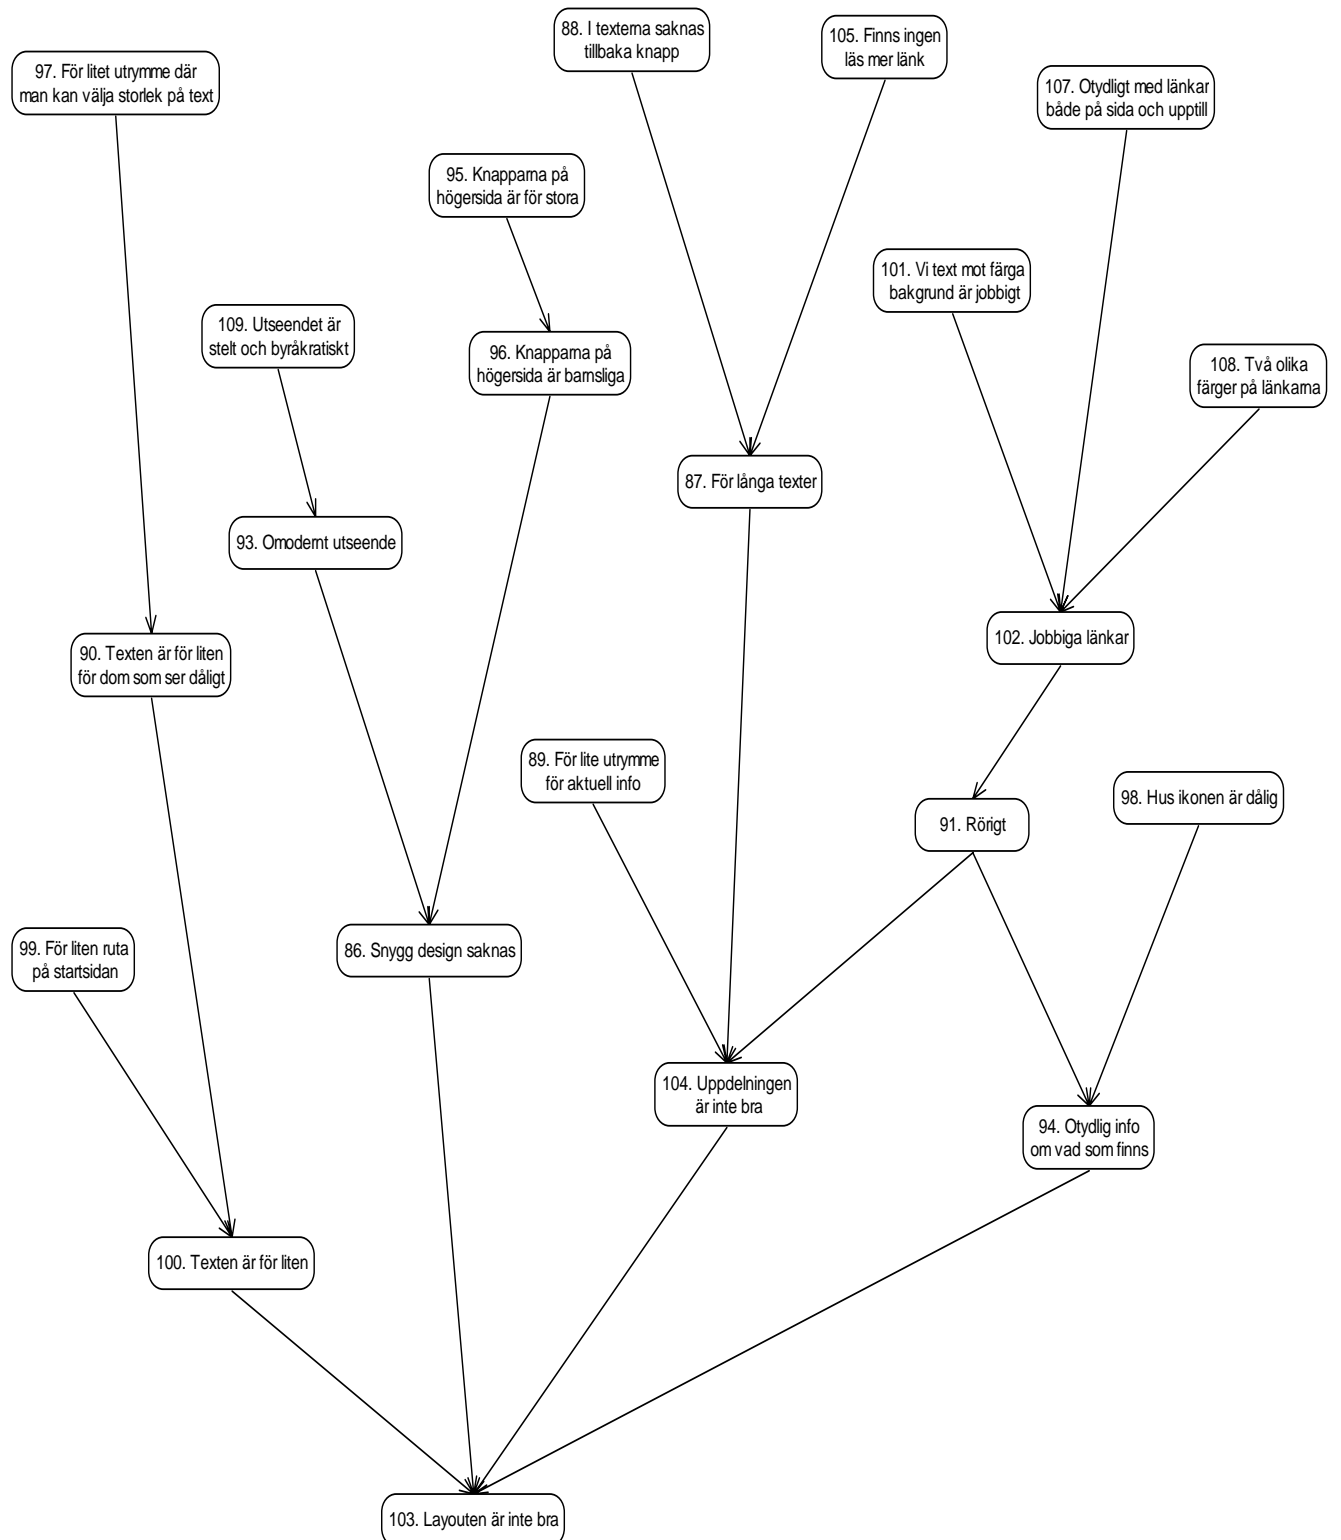 88. I texterna saknas
tillbaka knapp
105. Finns ingen
läs mer länk
97. För litet utrymme där
man kan välja storlek på text
107. Otydligt med länkar
både på sida och upptill
95. Knapparna på
högersida är för stora
101. Vi text mot färga
bakgrund är jobbigt
109. Utseendet är
stelt och byråkratiskt
96. Knapparna på
högersida är barnsliga
108. Två olika
färger på länkarna
87. För långa texter
93. Omodernt utseende
102. Jobbiga länkar
90. Texten är för liten
för dom som ser dåligt
89. För lite utrymme
för aktuell info
98. Hus ikonen är dålig
91. Rörigt
99. För liten ruta
på startsidan
86. Snygg design saknas
104. Uppdelningen
är inte bra
94. Otydlig info
om vad som finns
100. Texten är för liten
103. Layouten är inte bra